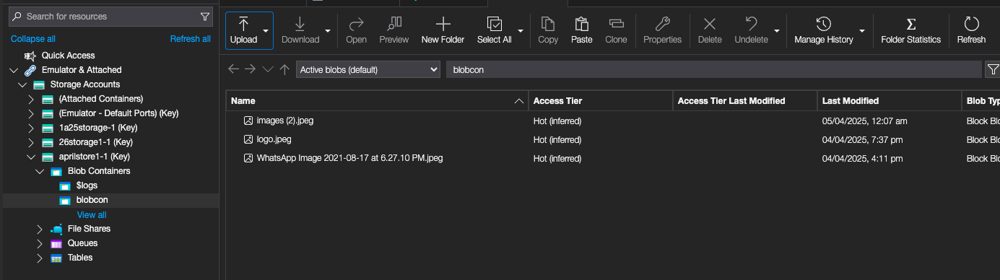 Search for resources
Collapse all Refresh all
Quick Access
Emulator & Attached
Storage Accounts
(Attached Containers)
(Emulator - Default Ports) (Key)
1a25storage-1 (Key)
26storage1-1 (Key)
aprilstore1-1 (Key)
Blob Containers
$logs
blobcon
View all
File Shares
Queues
Tables
Upload Download Open Preview New Folder Select All Copy Paste Clone Properties Delete Undelete Manage History Folder Statistics Refresh
Active blobs (default) blobcon
Name Access Tier Access Tier Last Modified Last Modified Blob Typ
images (2).jpeg Hot (inferred) 05/04/2025, 12:07 am Block Blo
logo.jpeg Hot (inferred) 04/04/2025, 7:37 pm Block Blo
WhatsApp Image 2021-08-17 at 6.27.10 PM.jpeg Hot (inferred) 04/04/2025, 4:11 pm Block Blo